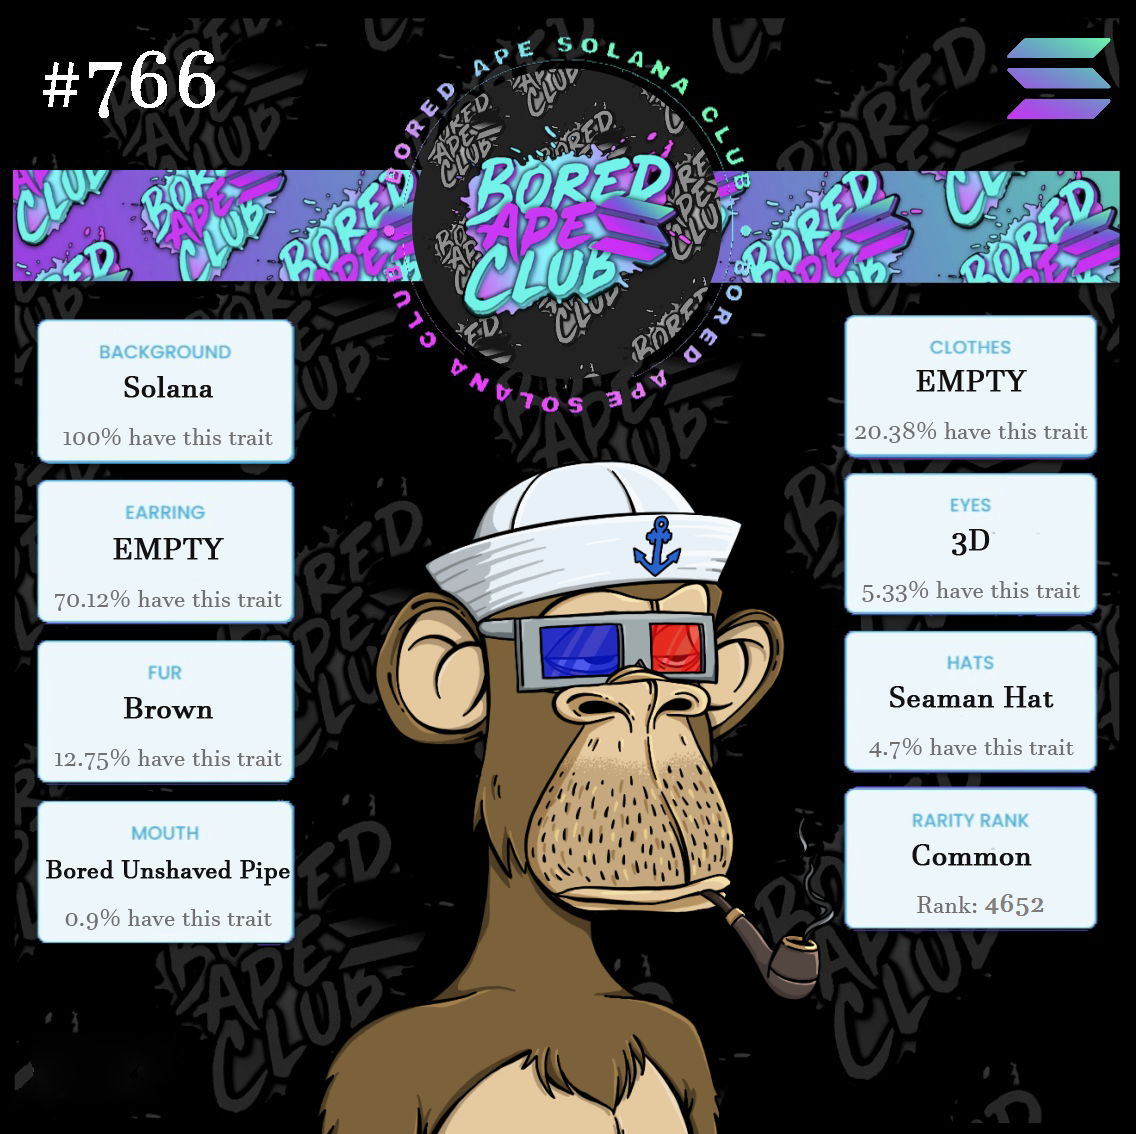 #766
BORED APE SOLANA CLUB
BORED APE SOLANA CLUB
BORED
APE
CLUB
BACKGROUND
Solana
100% have this trait
EARRING
EMPTY
70.12% have this trait
FUR
Brown
12.75% have this trait
MOUTH
Bored Unshaved Pipe
0.9% have this trait
CLOTHES
EMPTY
20.38% have this trait
EYES
3D
5.33% have this trait
HATS
Seaman Hat
4.7% have this trait
RARITY RANK
Common
Rank: 4652